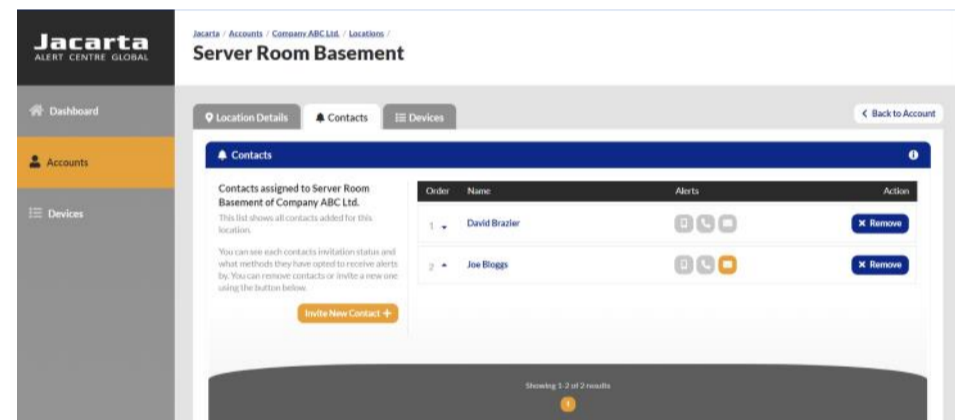 Jacarta
ALERT CENTRE GLOBAL
Jacarta / Accounts / Company ABC Ltd. / Locations /
Server Room Basement
Dashboard
Accounts
Devices
Location Details
Contacts
Devices
Back to Account
Contacts
Contacts assigned to Server Room
Basement of Company ABC Ltd.
This list shows all contacts added for this
location.
You can see each contacts invitation status and
what methods they have opted to receive alerts
by. You can remove contacts or invite a new one
using the button below.
Invite New Contact +
Order Name Alerts Action
1 David Brazier Remove
2 Joe Bloggs Remove
Showing 1-2 of 2 results
1